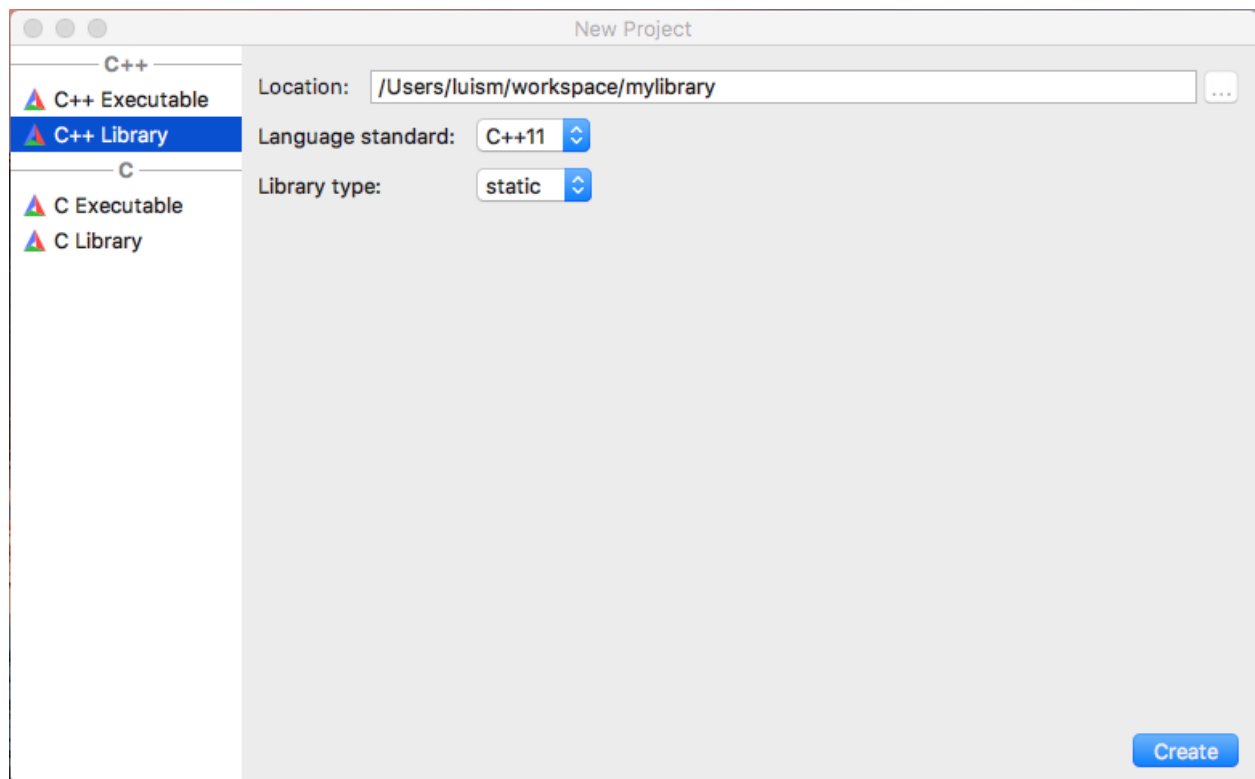 New Project
C++
C++ Executable
C++ Library
C
C Executable
C Library
Location: /Users/luism/workspace/mylibrary ...
Language standard: C++11
Library type: static
Create